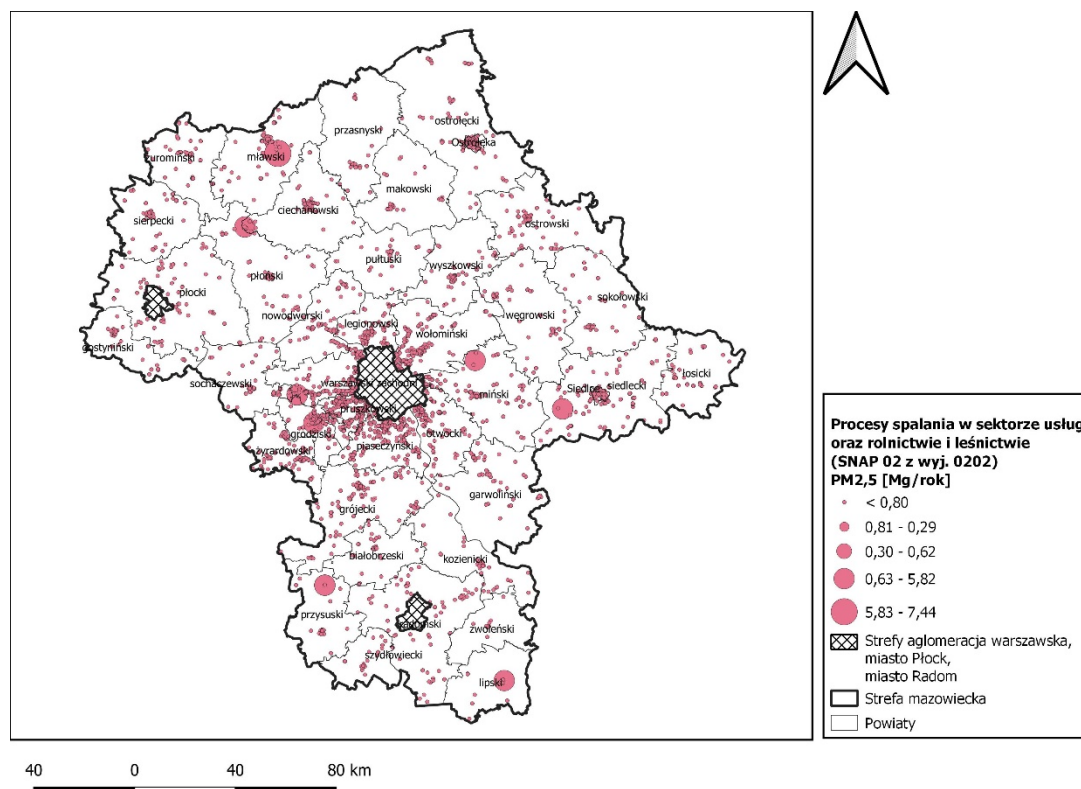 przasnyski
ostrołęcki
Ostrołęka
żuromiński
mławski
makowski
ciechanowski
sierpecki
ostrowski
pułtuski
wyszkowski
płoński
sokołowski
płocki
nowodworski
węgrowski
legionowski
wołomiński
gostyniński
łosicki
sochaszewski
warszawski zachodni
Siedlce
siedlecki
miński
pruszkowski
grodziski
otwocki
żyrardowski
piaseczyński
garwoliński
grójecki
białobrzeski
kozienicki
przysuski
radomski
zwoleński
szydłowiecki
lipski
Procesy spalania w sektorze usług
oraz rolnictwie i leśnictwie
(SNAP 02 z wyj. 0202)
PM2,5 [Mg/rok]
< 0,80
0,81 - 0,29
0,30 - 0,62
0,63 - 5,82
5,83 - 7,44
Strefy aglomeracja warszawska,
miasto Płock,
miasto Radom
Strefa mazowiecka
Powiaty
40 0 40 80 km